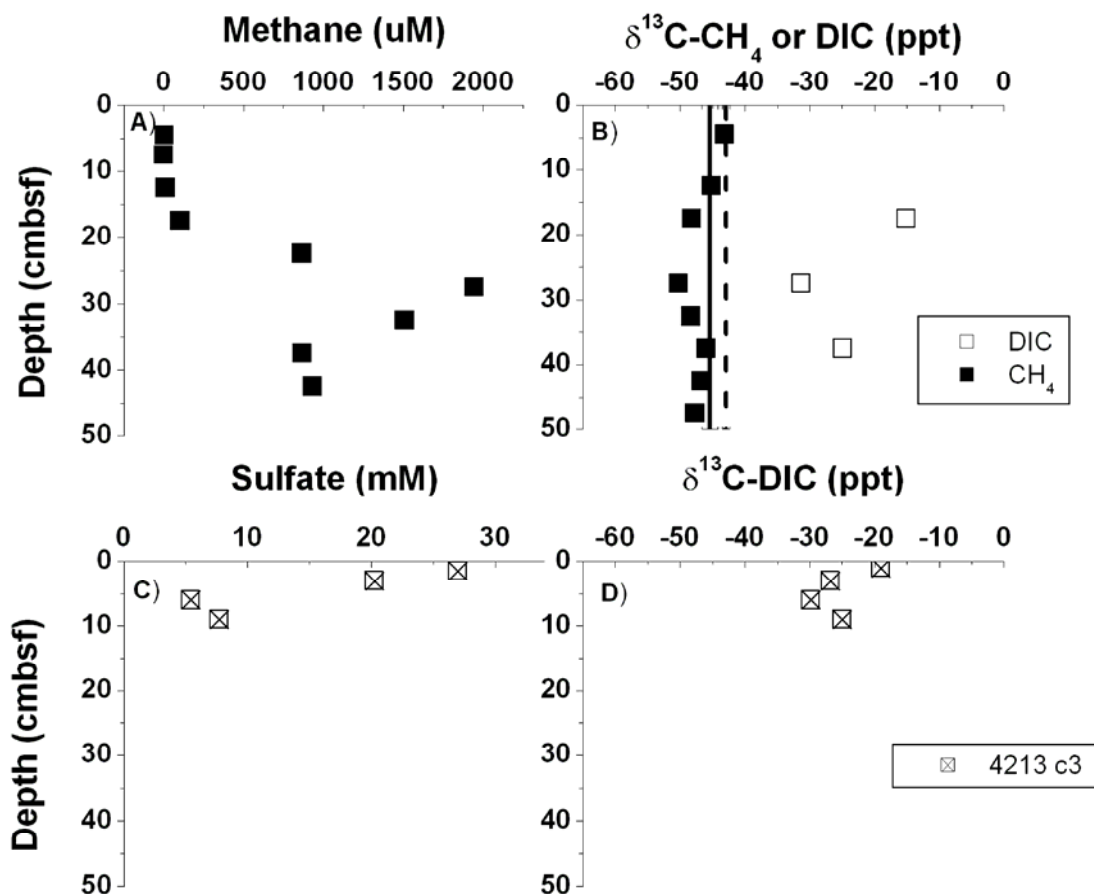 Methane (uM)
0 500 1000 1500 2000
0
10
20
30
40
50
Depth (cmbsf)
A)
δ¹³C-CH₄ or DIC (ppt)
-60 -50 -40 -30 -20 -10 0
0
10
20
30
40
50
B)
DIC
CH₄
Sulfate (mM)
0 10 20 30
0
10
20
30
40
50
Depth (cmbsf)
C)
δ¹³C-DIC (ppt)
-60 -50 -40 -30 -20 -10 0
0
10
20
30
40
50
D)
4213 c3